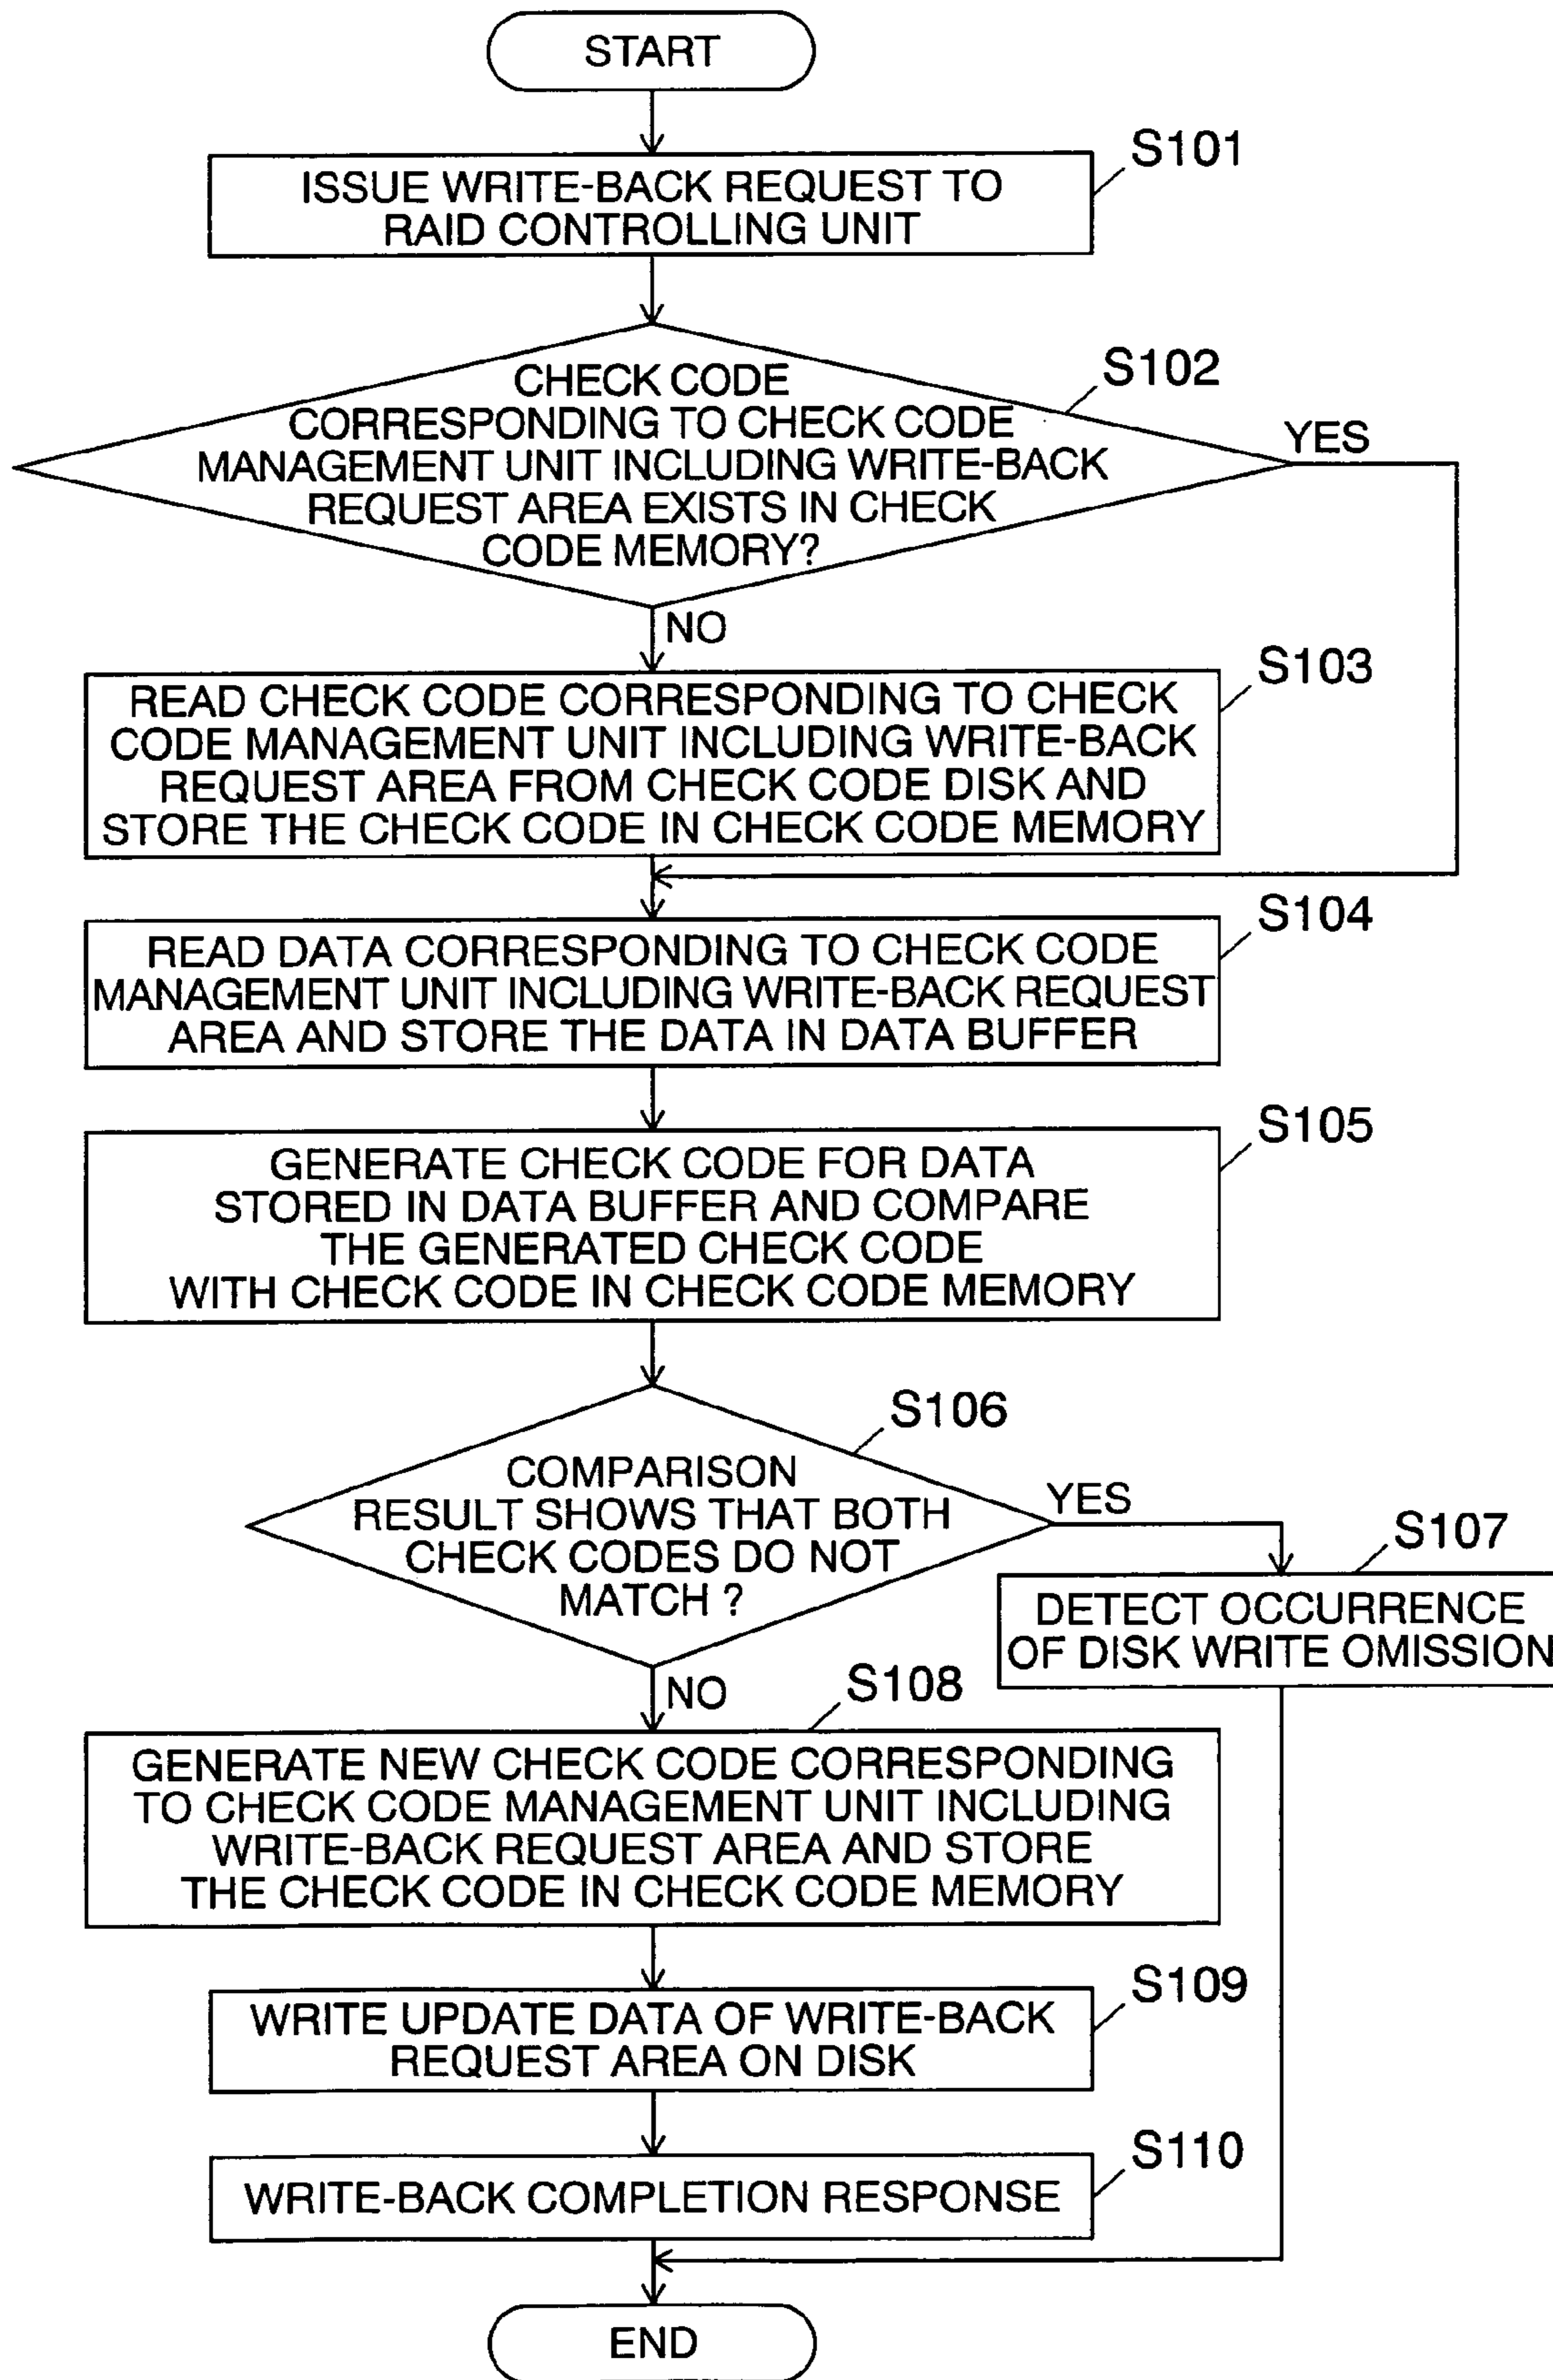 START
S101
ISSUE WRITE-BACK REQUEST TO
RAID CONTROLLING UNIT
S102
CHECK CODE
CORRESPONDING TO CHECK CODE
MANAGEMENT UNIT INCLUDING WRITE-BACK
REQUEST AREA EXISTS IN CHECK
CODE MEMORY?
YES
NO
S103
READ CHECK CODE CORRESPONDING TO CHECK
CODE MANAGEMENT UNIT INCLUDING WRITE-BACK
REQUEST AREA FROM CHECK CODE DISK AND
STORE THE CHECK CODE IN CHECK CODE MEMORY
S104
READ DATA CORRESPONDING TO CHECK CODE
MANAGEMENT UNIT INCLUDING WRITE-BACK REQUEST
AREA AND STORE THE DATA IN DATA BUFFER
S105
GENERATE CHECK CODE FOR DATA
STORED IN DATA BUFFER AND COMPARE
THE GENERATED CHECK CODE
WITH CHECK CODE IN CHECK CODE MEMORY
S106
COMPARISON
RESULT SHOWS THAT BOTH
CHECK CODES DO NOT
MATCH ?
YES
S107
DETECT OCCURRENCE
OF DISK WRITE OMISSION
NO
S108
GENERATE NEW CHECK CODE CORRESPONDING
TO CHECK CODE MANAGEMENT UNIT INCLUDING
WRITE-BACK REQUEST AREA AND STORE
THE CHECK CODE IN CHECK CODE MEMORY
S109
WRITE UPDATE DATA OF WRITE-BACK
REQUEST AREA ON DISK
S110
WRITE-BACK COMPLETION RESPONSE
END